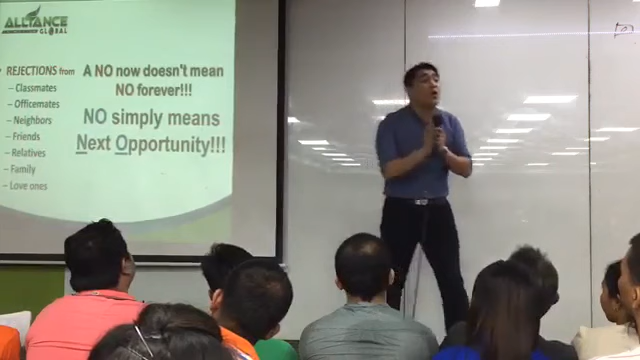 ALLIANCE
GLOBAL
REJECTIONS from
– Classmates
– Officemates
– Neighbors
– Friends
– Relatives
– Family
– Love ones
A NO now doesn't mean
NO forever!!!
NO simply means
Next Opportunity!!!